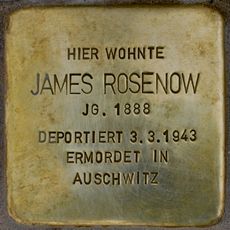 HIER WOHNTE
JAMES ROSENOW
JG. 1888
DEPORTIERT 3.3.1943
ERMORDET IN
AUSCHWITZ